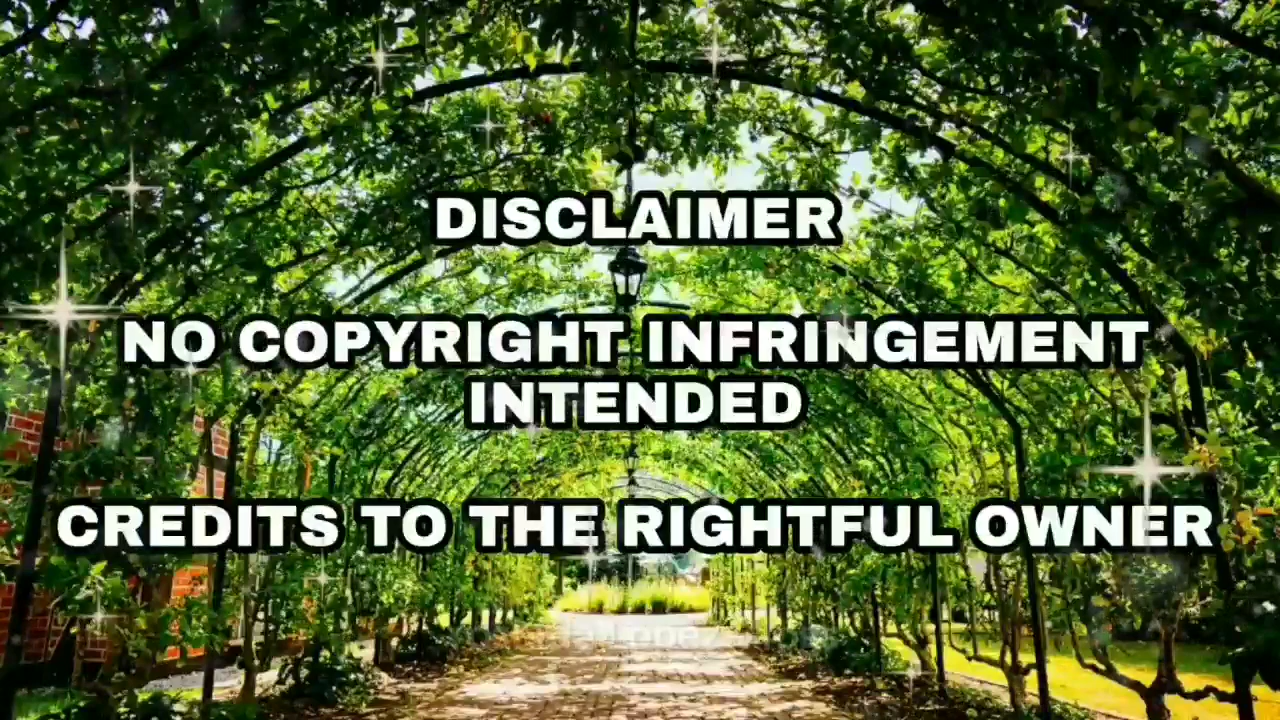 DISCLAIMER
NO COPYRIGHT INFRINGEMENT
INTENDED
CREDITS TO THE RIGHTFUL OWNER